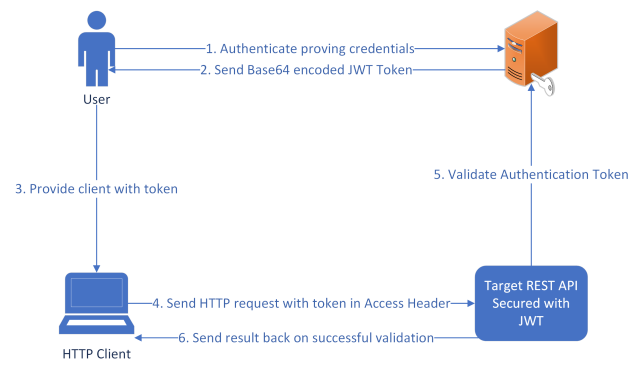 1. Authenticate proving credentials
2. Send Base64 encoded JWT Token
User
3. Provide client with token
5. Validate Authentication Token
4. Send HTTP request with token in Access Header
Target REST API
Secured with
JWT
6. Send result back on successful validation
HTTP Client